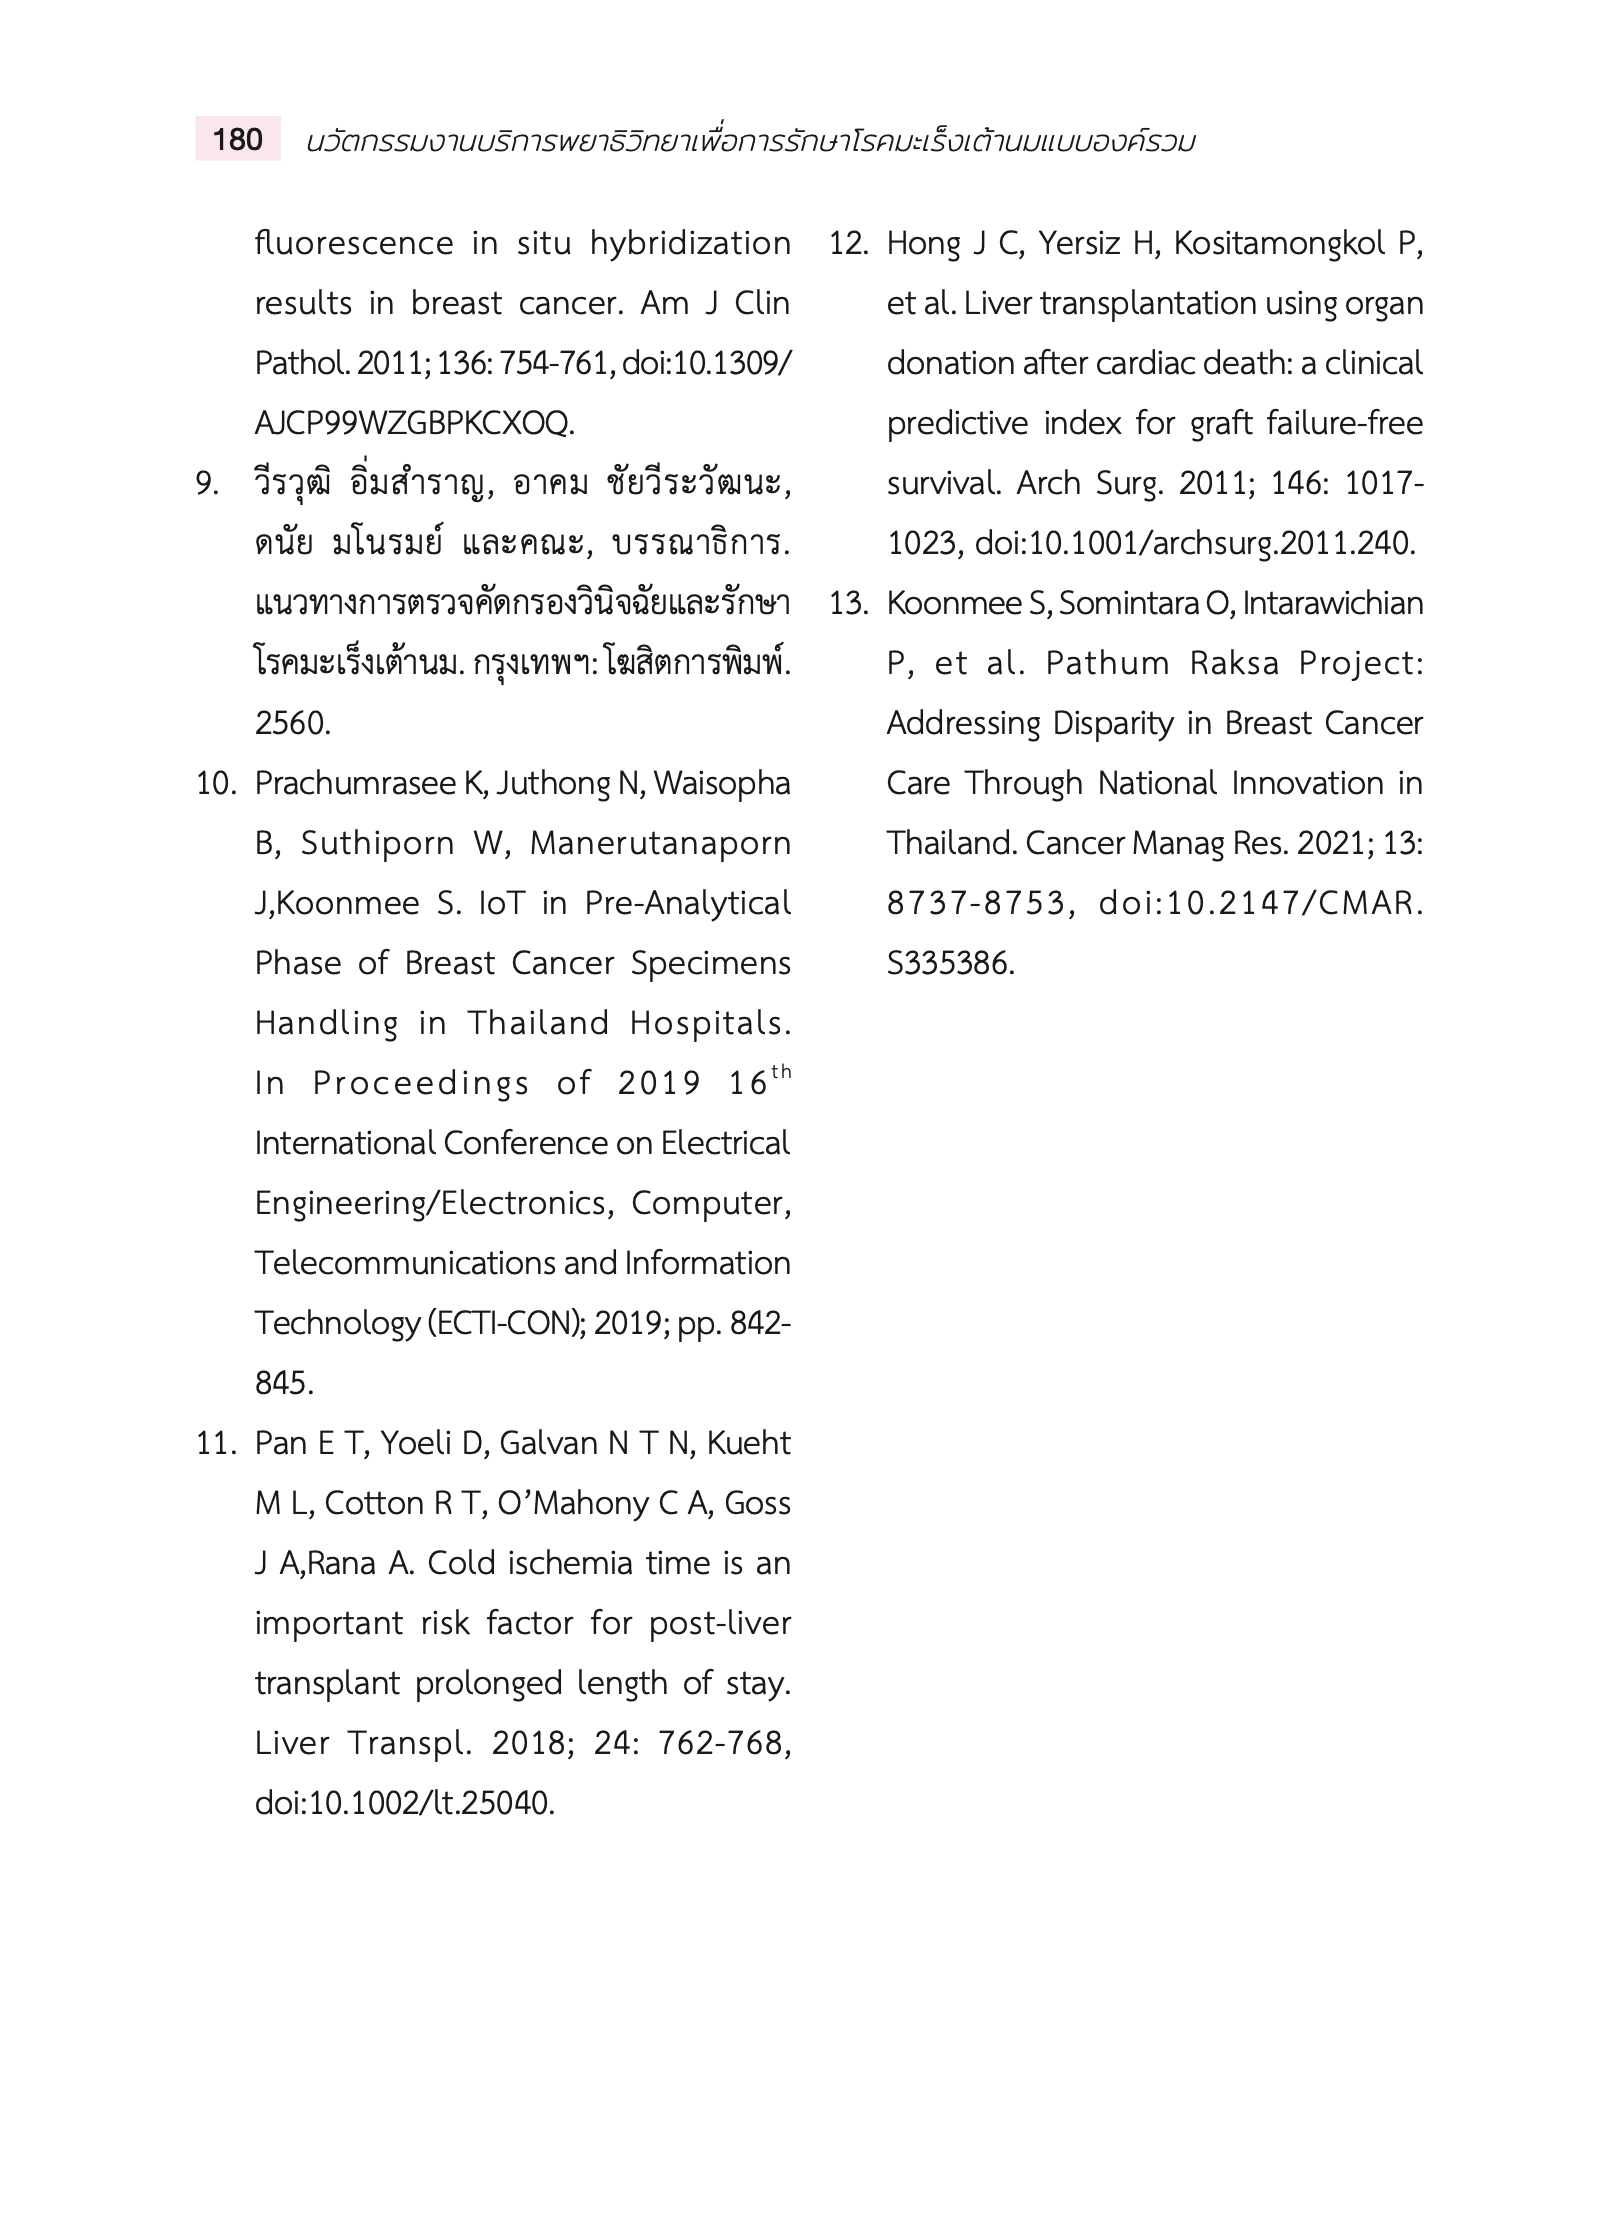 180 นวัตกรรมงานบริการพยาธิวิทยาเพื่อการรักษาโรคมะเร็งเต้านมแบบองค์รวม
fluorescence in situ hybridization
results in breast cancer. Am J Clin
Pathol. 2011; 136: 754-761, doi:10.1309/
AJCP99WZGBPKCXOQ.
9. วีรวุฒิ อิ่มสำราญ, อาคม ชัยวีระวัฒนะ,
ดนัย มโนรมย์ และคณะ, บรรณาธิการ.
แนวทางการตรวจคัดกรองวินิจฉัยและรักษา
โรคมะเร็งเต้านม. กรุงเทพฯ: โฆสิตการพิมพ์.
2560.
10. Prachumrasee K, Juthong N, Waisopha
B, Suthiporn W, Manerutanaporn
J,Koonmee S. IoT in Pre-Analytical
Phase of Breast Cancer Specimens
Handling in Thailand Hospitals.
In Proceedings of 2019 16th
International Conference on Electrical
Engineering/Electronics, Computer,
Telecommunications and Information
Technology (ECTI-CON); 2019; pp. 842-
845.
11. Pan E T, Yoeli D, Galvan N T N, Kueht
M L, Cotton R T, O’Mahony C A, Goss
J A,Rana A. Cold ischemia time is an
important risk factor for post-liver
transplant prolonged length of stay.
Liver Transpl. 2018; 24: 762-768,
doi:10.1002/lt.25040.
12. Hong J C, Yersiz H, Kositamongkol P,
et al. Liver transplantation using organ
donation after cardiac death: a clinical
predictive index for graft failure-free
survival. Arch Surg. 2011; 146: 1017-
1023, doi:10.1001/archsurg.2011.240.
13. Koonmee S, Somintara O, Intarawichian
P, et al. Pathum Raksa Project:
Addressing Disparity in Breast Cancer
Care Through National Innovation in
Thailand. Cancer Manag Res. 2021; 13:
8737-8753, doi:10.2147/CMAR.
S335386.